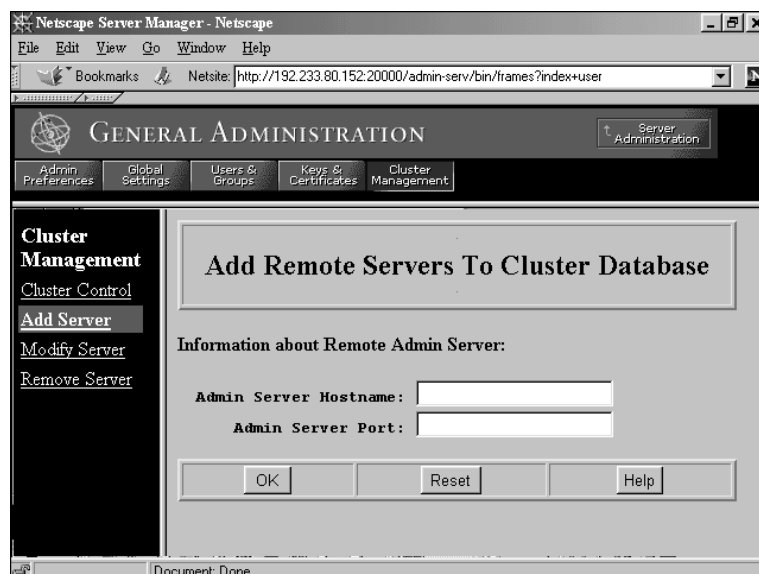 Netscape Server Manager - Netscape
File Edit View Go Window Help
Bookmarks Netsite: http://192.233.80.152:20000/admin-serv/bin/frames?index+user
GENERAL ADMINISTRATION
Server Administration
Admin Preferences Global Settings Users & Groups Keys & Certificates Cluster Management
Cluster Management
Cluster Control
Add Server
Modify Server
Remove Server
Add Remote Servers To Cluster Database
Information about Remote Admin Server:
Admin Server Hostname:
Admin Server Port:
OK Reset Help
Document: Done